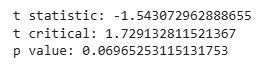 t statistic: -1.543072962888655
t critical: 1.729132811521367
p value: 0.06965253115131753